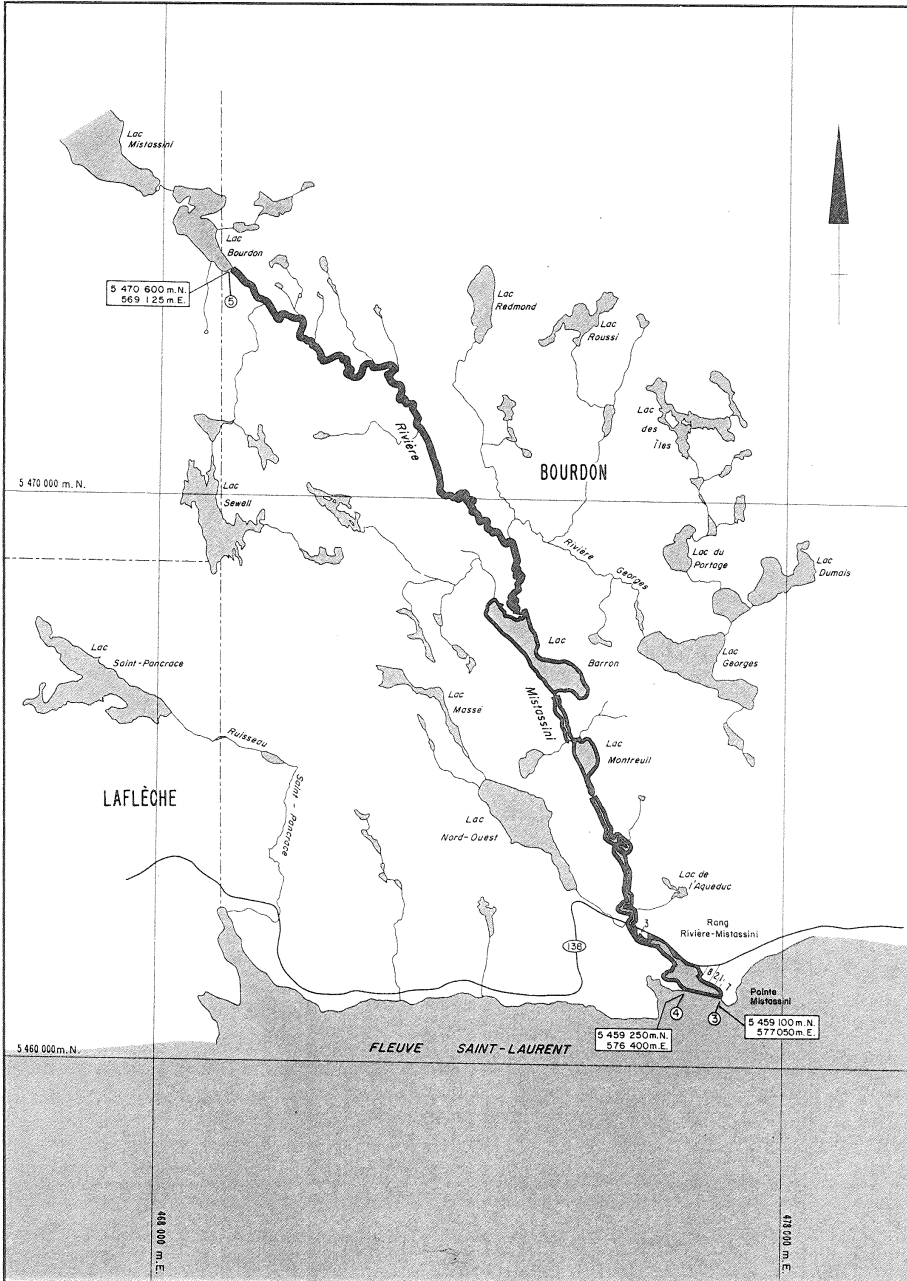 Lac
Mistassini
Lac
Bourdon
5 470 600 m.N.
569 125 m.E.
5
Lac
Redmond
Lac
Roussi
Lac
des
Îles
Rivière
BOURDON
5 470 000 m. N.
Lac
Sewell
Rivière
Georges
Lac du
Portage
Lac
Dumais
Lac
Saint-Pancrace
Lac
Barron
Lac
Georges
Lac
Massé
Mistassini
Ruisseau
Saint-Pancrace
Lac
Montreuil
LAFLÈCHE
Lac
Nord-Ouest
Lac de
l'Aqueduc
3
Rang
Rivière-Mistassini
138
Pointe
Mistassini
4
3
5 459 100 m.N.
577 050 m.E.
5 459 250 m.N.
576 400 m.E.
5 460 000 m.N.
FLEUVE SAINT-LAURENT
468 000 m.E.
478 000 m.E.